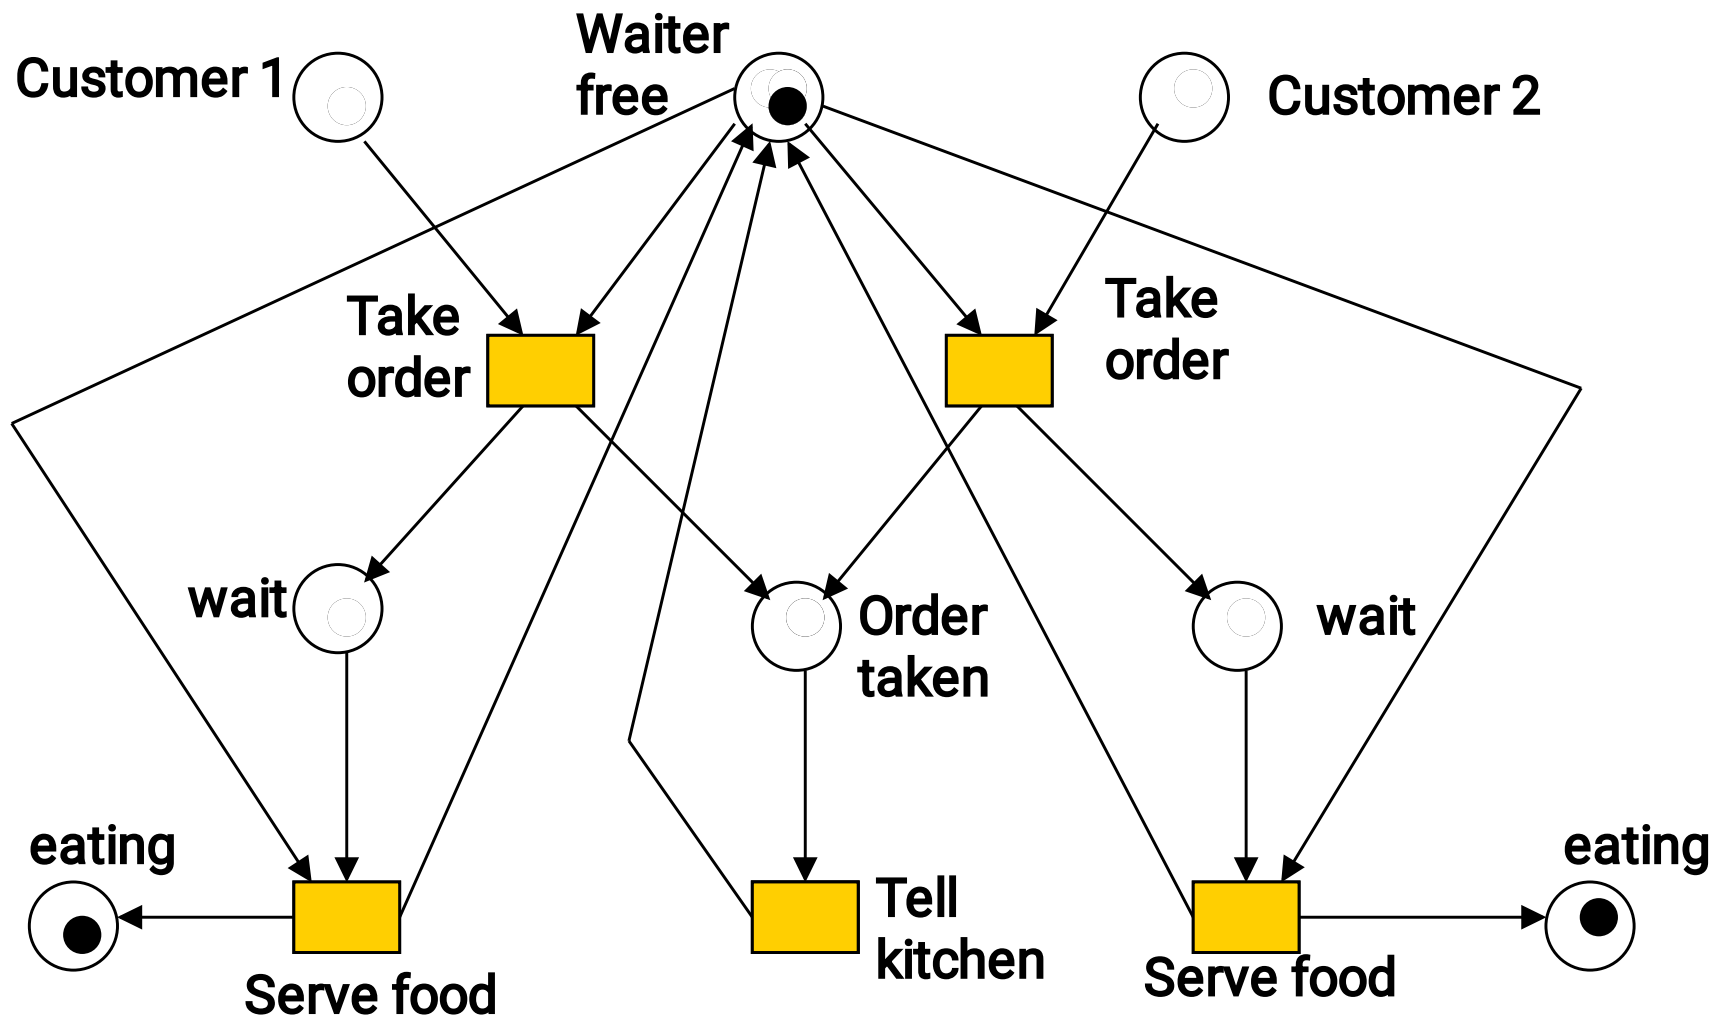 Waiter
free
Customer 1
Customer 2
Take
order
Take
order
wait
Order
taken
wait
eating
eating
Tell
kitchen
Serve food
Serve food